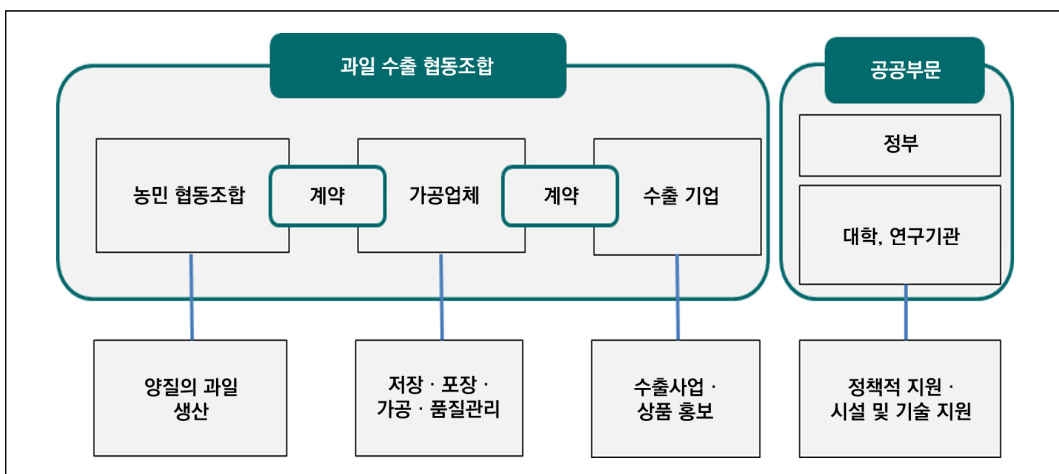 과일 수출 협동조합
공공부문
농민 협동조합
계약
가공업체
계약
수출 기업
정부
대학, 연구기관
양질의 과일
생산
저장 · 포장 ·
가공 · 품질관리
수출사업 ·
상품 홍보
정책적 지원 ·
시설 및 기술 지원